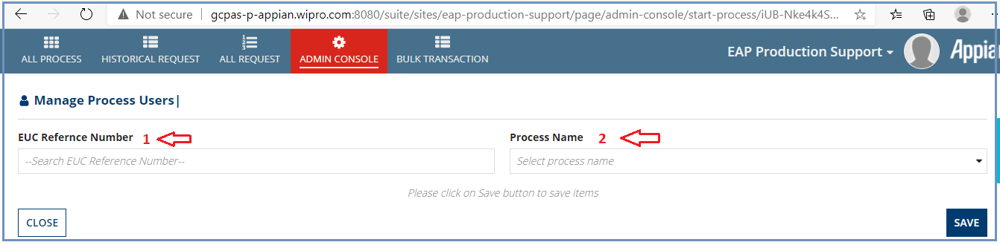 Not secure | gcpas-p-appian.wipro.com:8080/suite/sites/eap-production-support/page/admin-console/start-process/iUB-Nke4k4S...
ALL PROCESS HISTORICAL REQUEST ALL REQUEST ADMIN CONSOLE BULK TRANSACTION EAP Production Support Appian
Manage Process Users|
EUC Refernce Number 1 Process Name 2
--Search EUC Reference Number-- Select process name
Please click on Save button to save items
CLOSE SAVE